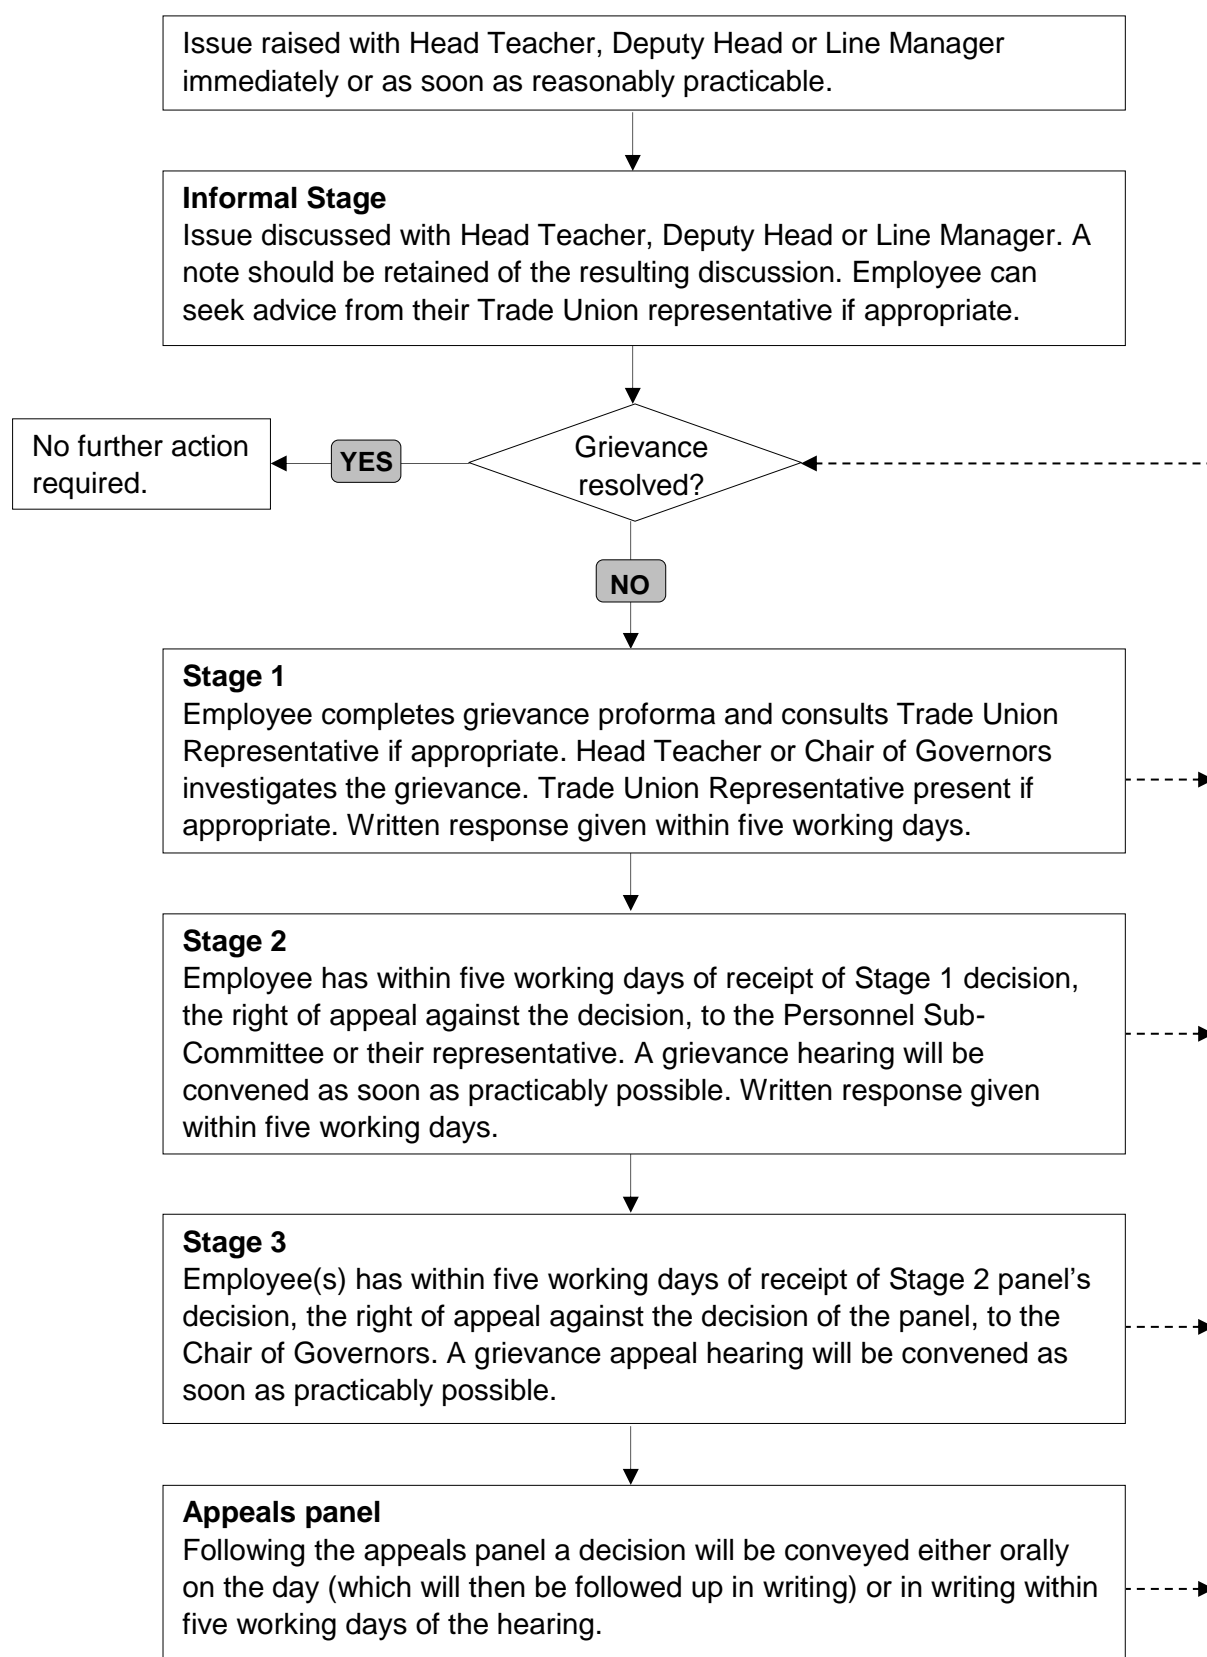 Issue raised with Head Teacher, Deputy Head or Line Manager
immediately or as soon as reasonably practicable.
Informal Stage
Issue discussed with Head Teacher, Deputy Head or Line Manager. A
note should be retained of the resulting discussion. Employee can
seek advice from their Trade Union representative if appropriate.
No further action
required.
YES
Grievance
resolved?
NO
Stage 1
Employee completes grievance proforma and consults Trade Union
Representative if appropriate. Head Teacher or Chair of Governors
investigates the grievance. Trade Union Representative present if
appropriate. Written response given within five working days.
Stage 2
Employee has within five working days of receipt of Stage 1 decision,
the right of appeal against the decision, to the Personnel Sub-
Committee or their representative. A grievance hearing will be
convened as soon as practicably possible. Written response given
within five working days.
Stage 3
Employee(s) has within five working days of receipt of Stage 2 panel’s
decision, the right of appeal against the decision of the panel, to the
Chair of Governors. A grievance appeal hearing will be convened as
soon as practicably possible.
Appeals panel
Following the appeals panel a decision will be conveyed either orally
on the day (which will then be followed up in writing) or in writing within
five working days of the hearing.